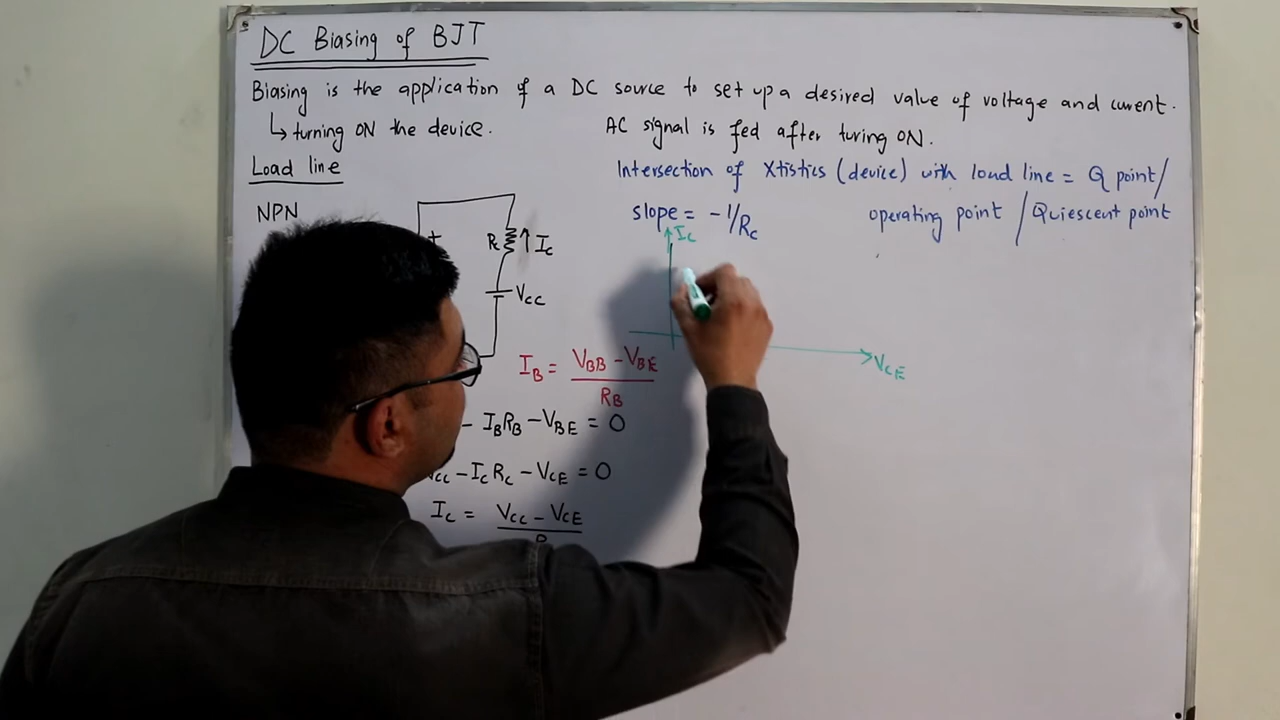 DC Biasing of BJT
Biasing is the application of a DC source to set up a desired value of voltage and current.
↳ turning ON the device. AC signal is fed after turing ON.
Load line
Intersection of Xtistics (device) with load line = Q point/
operating point / Quiescent point
slope = -1/Rc
NPN
+
R ↑ Ic
Vcc
Ic
VCE
IB = VBB - VBE / RB
- IBRB - VBE = 0
Vcc - IcRc - VCE = 0
Ic = Vcc - VCE